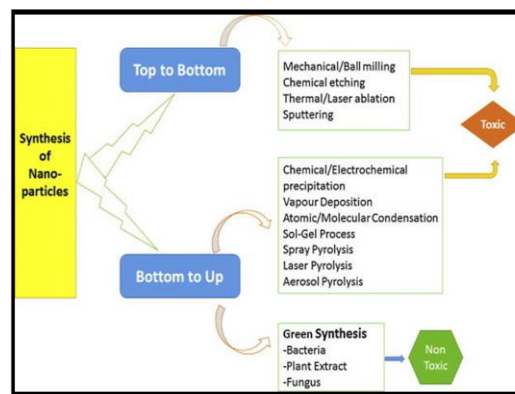 Synthesis
of
Nano-
particles
Top to Bottom
Mechanical/Ball milling
Chemical etching
Thermal/Laser ablation
Sputtering
Toxic
Chemical/Electrochemical
precipitation
Vapour Deposition
Atomic/Molecular Condensation
Sol-Gel Process
Spray Pyrolysis
Laser Pyrolysis
Aerosol Pyrolysis
Bottom to Up
Green Synthesis
-Bacteria
-Plant Extract
-Fungus
Non
Toxic